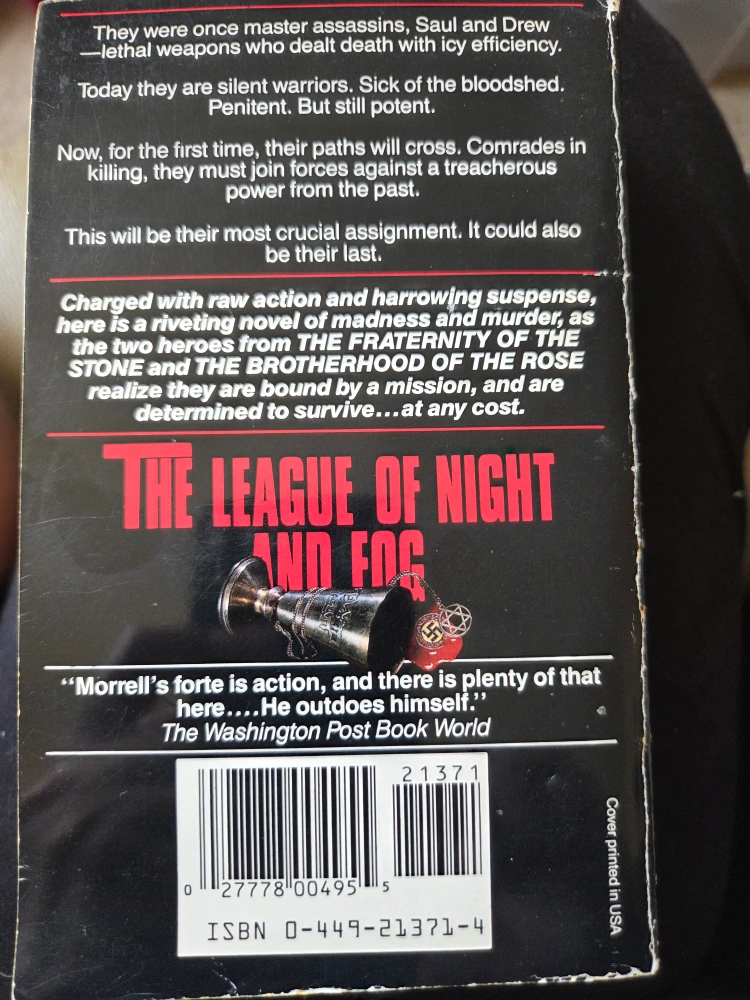 They were once master assassins, Saul and Drew
—lethal weapons who dealt death with icy efficiency.
Today they are silent warriors. Sick of the bloodshed.
Penitent. But still potent.
Now, for the first time, their paths will cross. Comrades in
killing, they must join forces against a treacherous
power from the past.
This will be their most crucial assignment. It could also
be their last.
Charged with raw action and harrowing suspense,
here is a riveting novel of madness and murder, as
the two heroes from THE FRATERNITY OF THE
STONE and THE BROTHERHOOD OF THE ROSE
realize they are bound by a mission, and are
determined to survive...at any cost.
THE LEAGUE OF NIGHT
AND FOG
"Morrell's forte is action, and there is plenty of that
here....He outdoes himself."
The Washington Post Book World
21371
0 27778 00495 5
ISBN 0-449-21371-4
Cover printed in USA